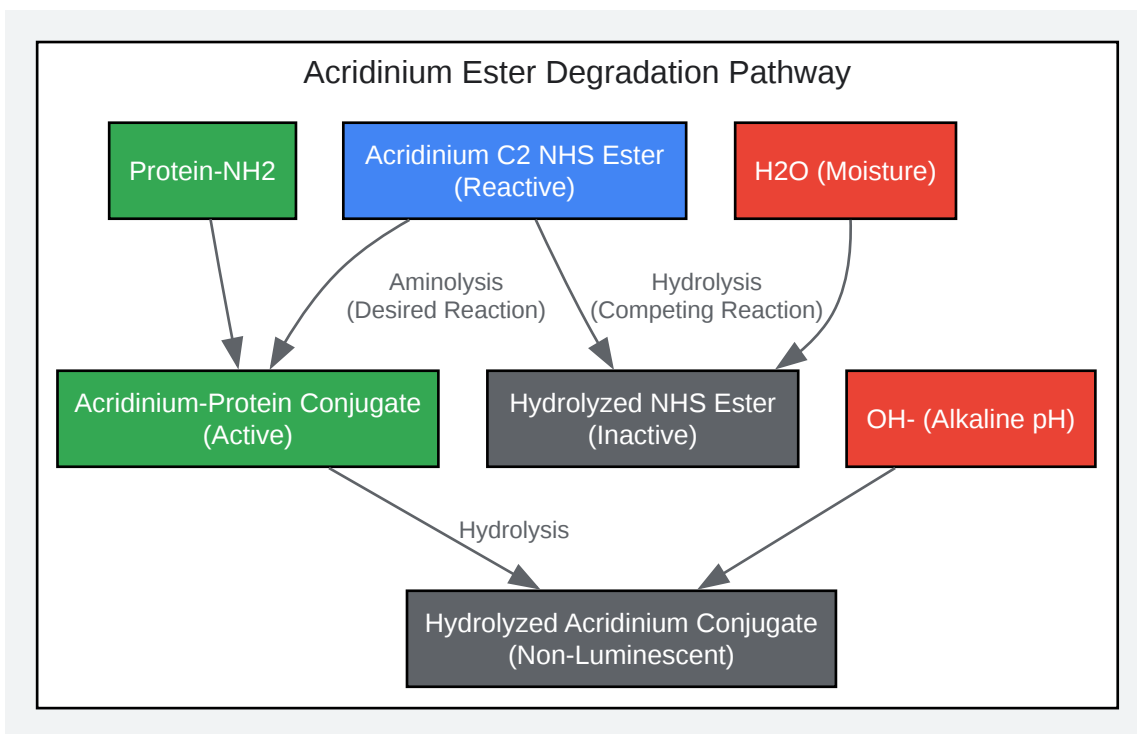 Acridinium Ester Degradation Pathway
Protein-NH2
Acridinium C2 NHS Ester
(Reactive)
H2O (Moisture)
Aminolysis
(Desired Reaction)
Hydrolysis
(Competing Reaction)
Acridinium-Protein Conjugate
(Active)
Hydrolyzed NHS Ester
(Inactive)
OH- (Alkaline pH)
Hydrolysis
Hydrolyzed Acridinium Conjugate
(Non-Luminescent)